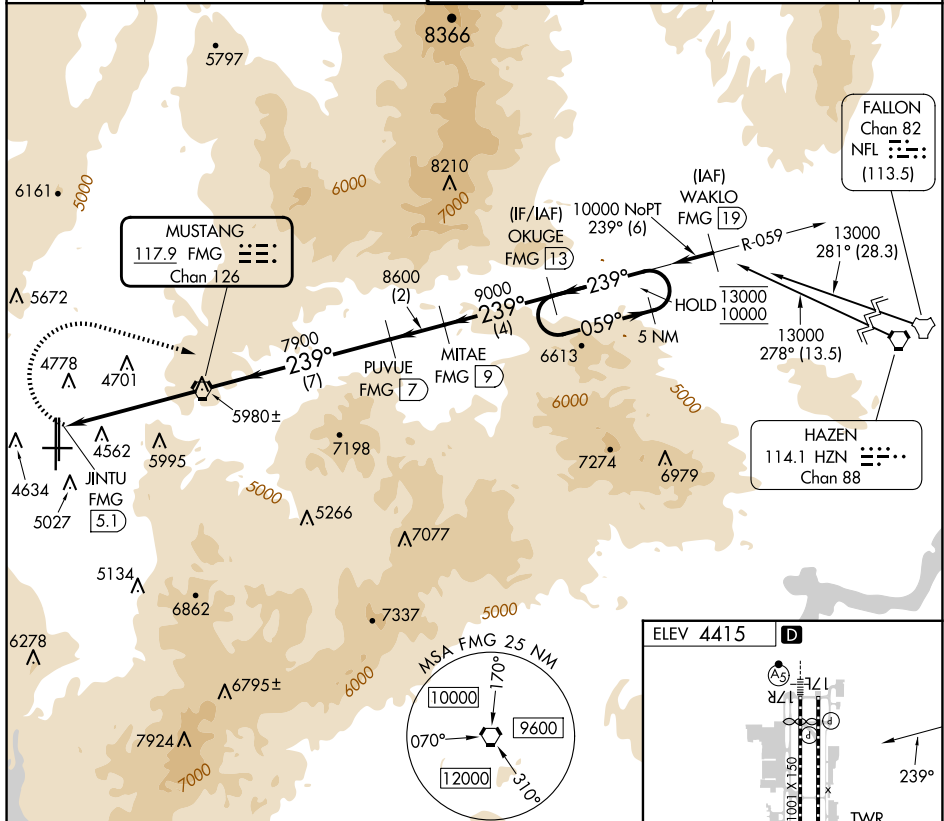 8366
5797
FALLON
Chan 82
NFL
(113.5)
8210
6161
5000
6000
7000
(IAF)
WAKLO
FMG 19
(IF/IAF)
OKUGE
FMG 13
10000 NoPT
239° (6)
R-059
13000
281° (28.3)
MUSTANG
117.9 FMG
Chan 126
8600
(2)
9000
239°
(4)
239°
059°
HOLD
13000
10000
5 NM
13000
278° (13.5)
5672
7900
239°
(7)
PUVUE
FMG 7
MITAE
FMG 9
6613
4778
4701
5980±
6000
5000
4562
5995
7198
7274
6979
HAZEN
114.1 HZN
Chan 88
4634
5027
JINTU
FMG
5.1
5000
5266
7077
5134
6862
7337
5000
6278
6795±
6000
7924
7000
MSA FMG 25 NM
170°
10000
9600
070°
12000
310°
ELEV 4415
D
A5
17R
17L
P
P
1001 X 150
x
239°
TWR